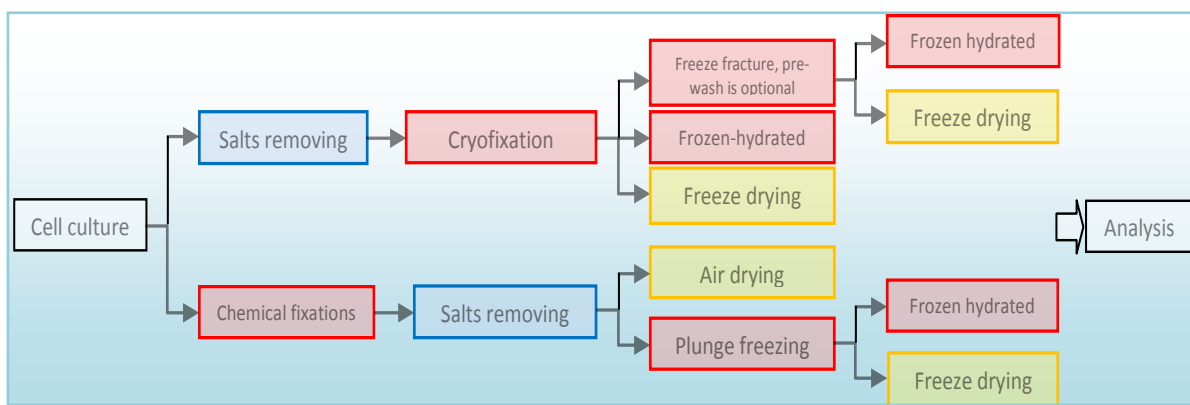 Cell culture
Salts removing
Cryofixation
Freeze fracture, pre-
wash is optional
Frozen hydrated
Freeze drying
Frozen-hydrated
Freeze drying
Chemical fixations
Salts removing
Air drying
Plunge freezing
Frozen hydrated
Freeze drying
Analysis